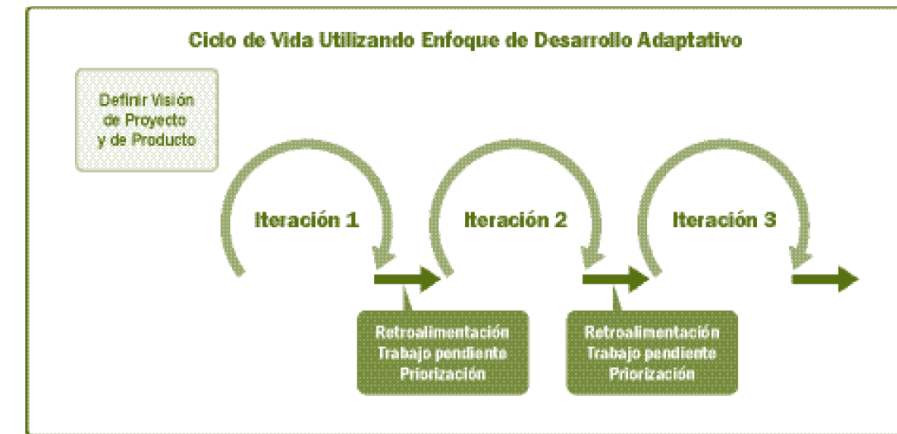 Ciclo de Vida Utilizando Enfoque de Desarrollo Adaptativo
Definir Visión
de Proyecto
y de Producto
Iteración 1
Iteración 2
Iteración 3
Retroalimentación
Trabajo pendiente
Priorización
Retroalimentación
Trabajo pendiente
Priorización